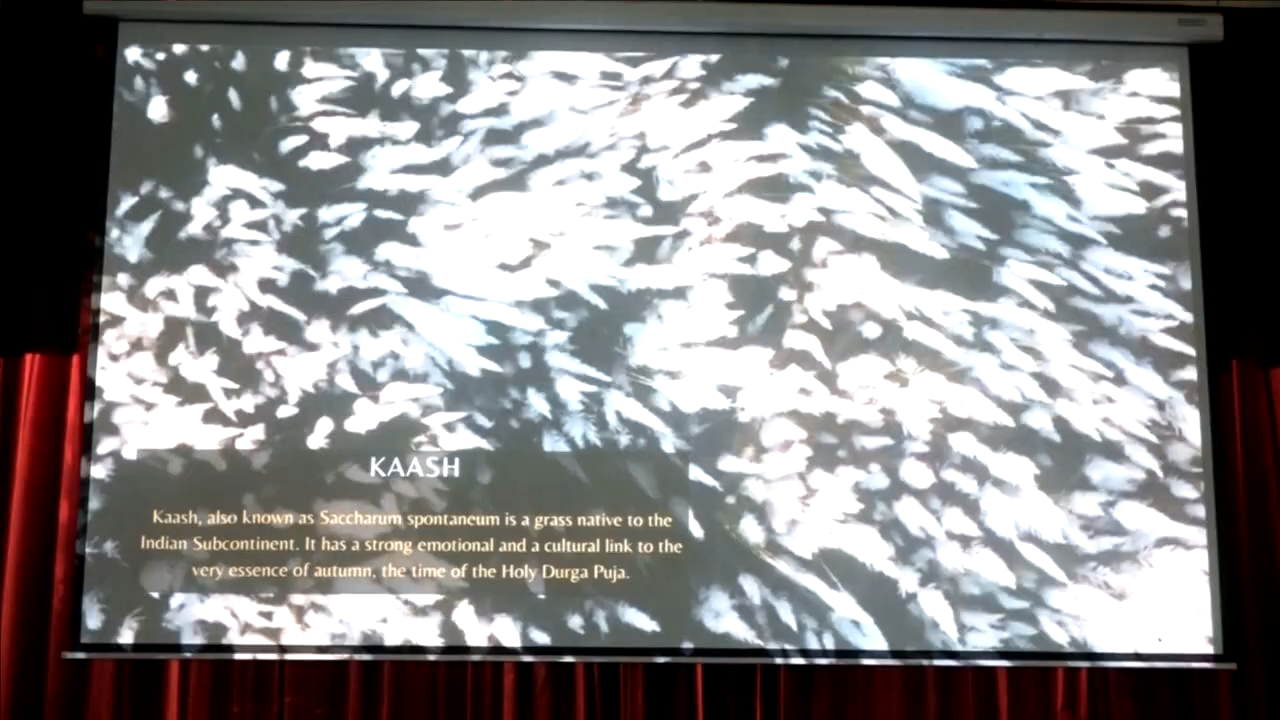 KAASH
Kaash, also known as Saccharum spontaneum is a grass native to the
Indian Subcontinent. It has a strong emotional and a cultural link to the
very essence of autumn, the time of the Holy Durga Puja.